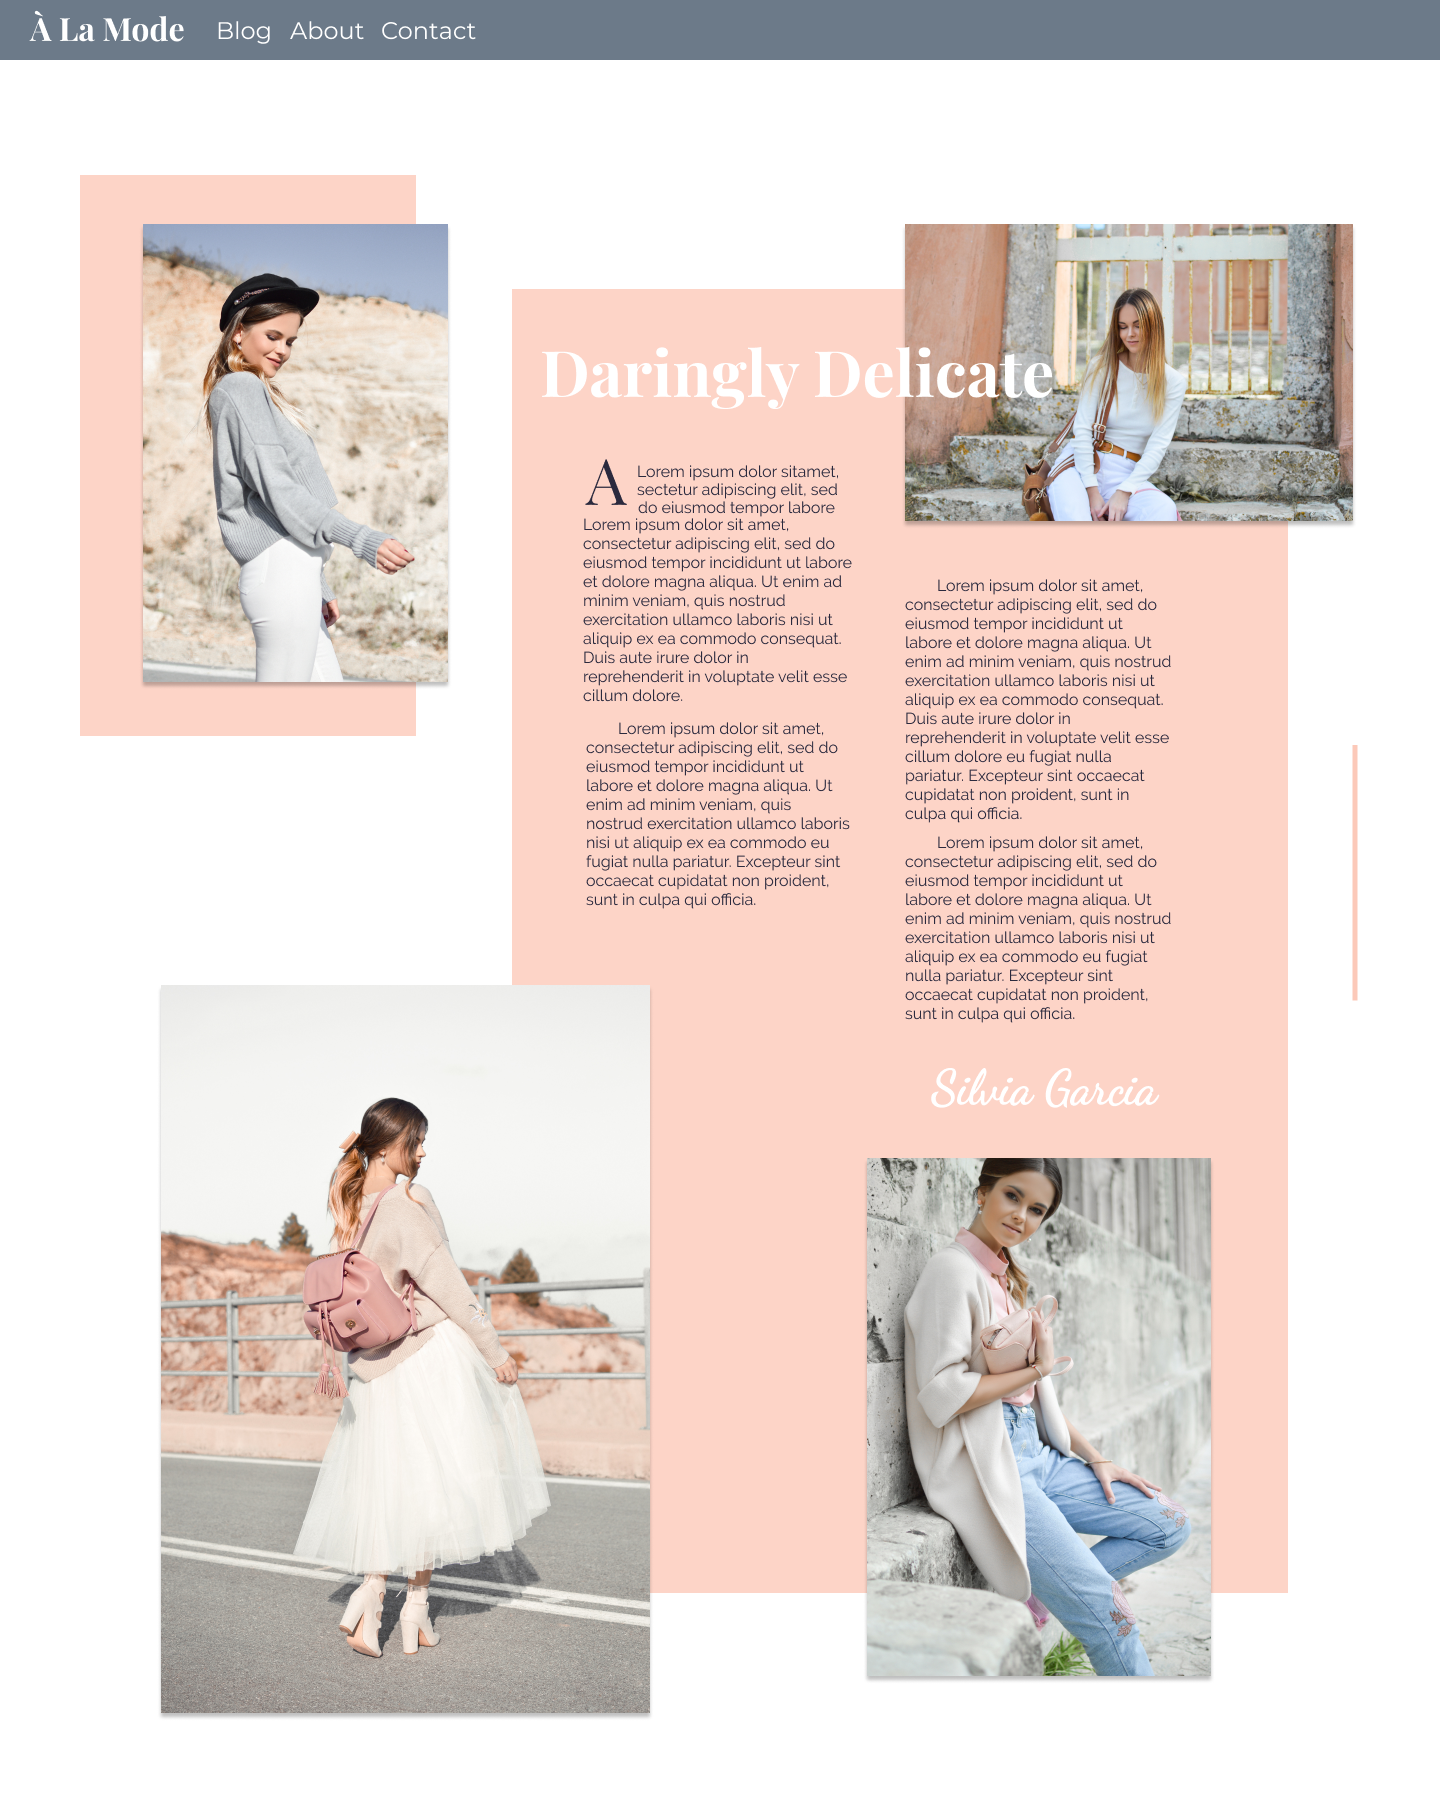 À La Mode Blog About Contact
Daringly Delicate
A Lorem ipsum dolor sitamet,
sectetur adipiscing elit, sed
do eiusmod tempor labore
Lorem ipsum dolor sit amet,
consectetur adipiscing elit, sed do
eiusmod tempor incididunt ut labore
et dolore magna aliqua. Ut enim ad
minim veniam, quis nostrud
exercitation ullamco laboris nisi ut
aliquip ex ea commodo consequat.
Duis aute irure dolor in
reprehenderit in voluptate velit esse
cillum dolore.
Lorem ipsum dolor sit amet,
consectetur adipiscing elit, sed do
eiusmod tempor incididunt ut
labore et dolore magna aliqua. Ut
enim ad minim veniam, quis
nostrud exercitation ullamco laboris
nisi ut aliquip ex ea commodo eu
fugiat nulla pariatur. Excepteur sint
occaecat cupidatat non proident,
sunt in culpa qui officia.
Lorem ipsum dolor sit amet,
consectetur adipiscing elit, sed do
eiusmod tempor incididunt ut
labore et dolore magna aliqua. Ut
enim ad minim veniam, quis nostrud
exercitation ullamco laboris nisi ut
aliquip ex ea commodo consequat.
Duis aute irure dolor in
reprehenderit in voluptate velit esse
cillum dolore eu fugiat nulla
pariatur. Excepteur sint occaecat
cupidatat non proident, sunt in
culpa qui officia.
Lorem ipsum dolor sit amet,
consectetur adipiscing elit, sed do
eiusmod tempor incididunt ut
labore et dolore magna aliqua. Ut
enim ad minim veniam, quis nostrud
exercitation ullamco laboris nisi ut
aliquip ex ea commodo eu fugiat
nulla pariatur. Excepteur sint
occaecat cupidatat non proident,
sunt in culpa qui officia.
Silvia Garcia